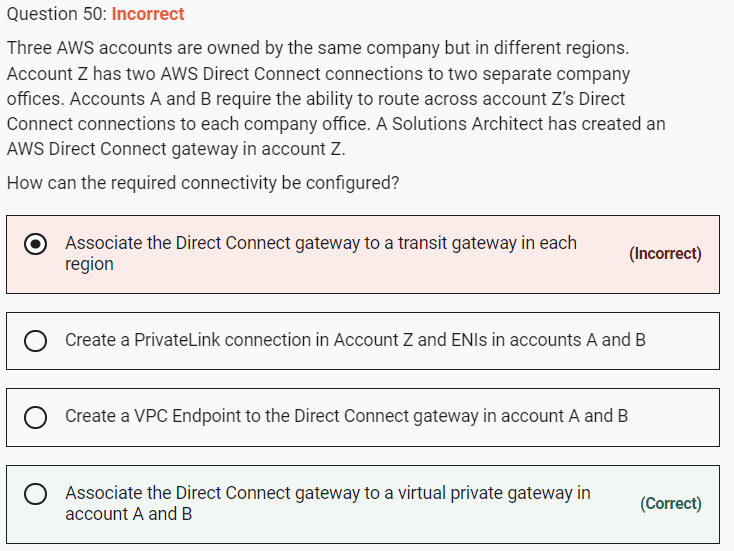 Question 50: Incorrect
Three AWS accounts are owned by the same company but in different regions.
Account Z has two AWS Direct Connect connections to two separate company
offices. Accounts A and B require the ability to route across account Z’s Direct
Connect connections to each company office. A Solutions Architect has created an
AWS Direct Connect gateway in account Z.
How can the required connectivity be configured?
Associate the Direct Connect gateway to a transit gateway in each
region
(Incorrect)
Create a PrivateLink connection in Account Z and ENIs in accounts A and B
Create a VPC Endpoint to the Direct Connect gateway in account A and B
Associate the Direct Connect gateway to a virtual private gateway in
account A and B
(Correct)